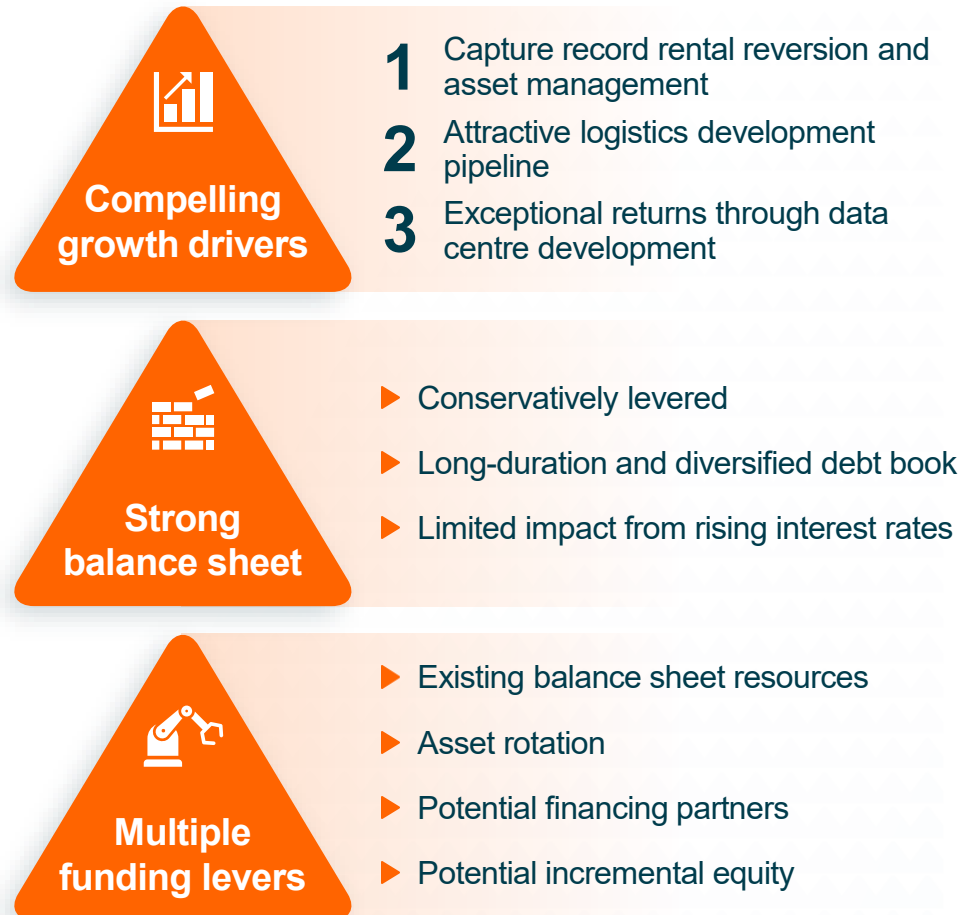 Compelling
growth drivers
1 Capture record rental reversion and
asset management
2 Attractive logistics development
pipeline
3 Exceptional returns through data
centre development
Strong
balance sheet
Conservatively levered
Long-duration and diversified debt book
Limited impact from rising interest rates
Multiple
funding levers
Existing balance sheet resources
Asset rotation
Potential financing partners
Potential incremental equity